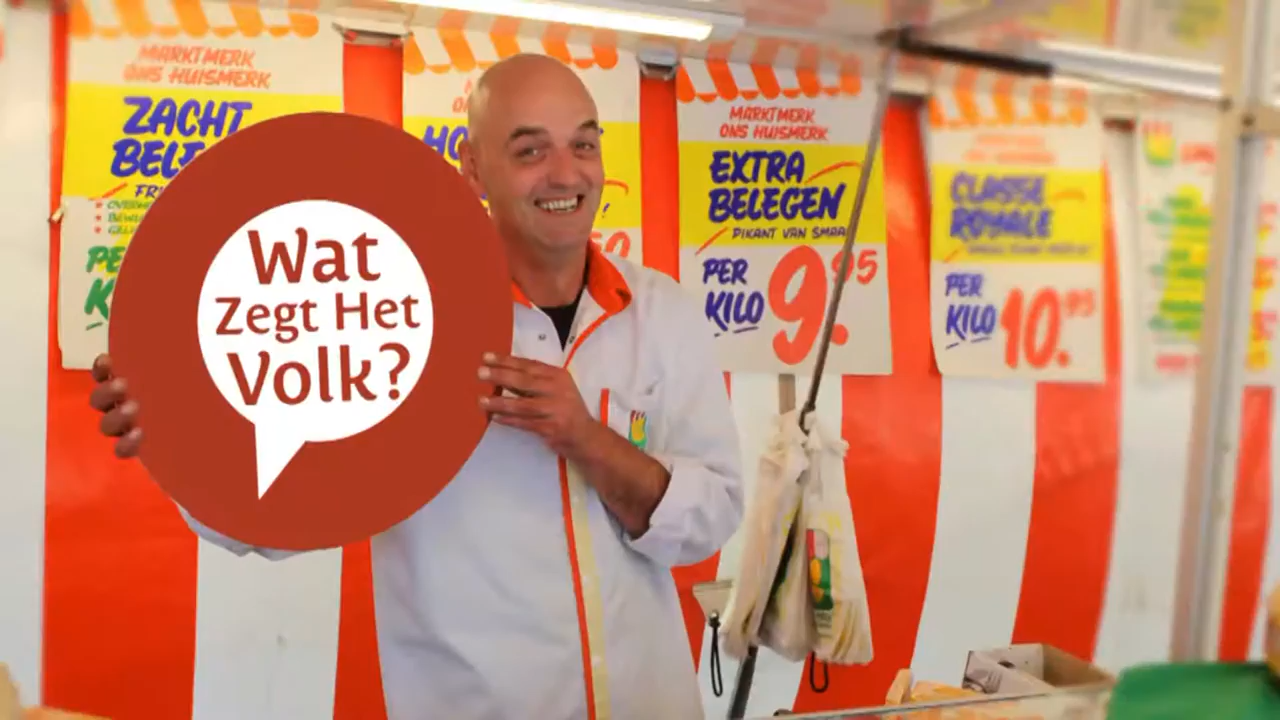 MARKTMERK
ONS HUISMERK
ZACHT
PER
Wat
Zegt Het
Volk?
MARKTMERK
ONS HUISMERK
EXTRA
BELEGEN
PIKANT VAN SMAAK
PER
KILO
9.95
CLASSE
ROYALE
PER
KILO
10.95